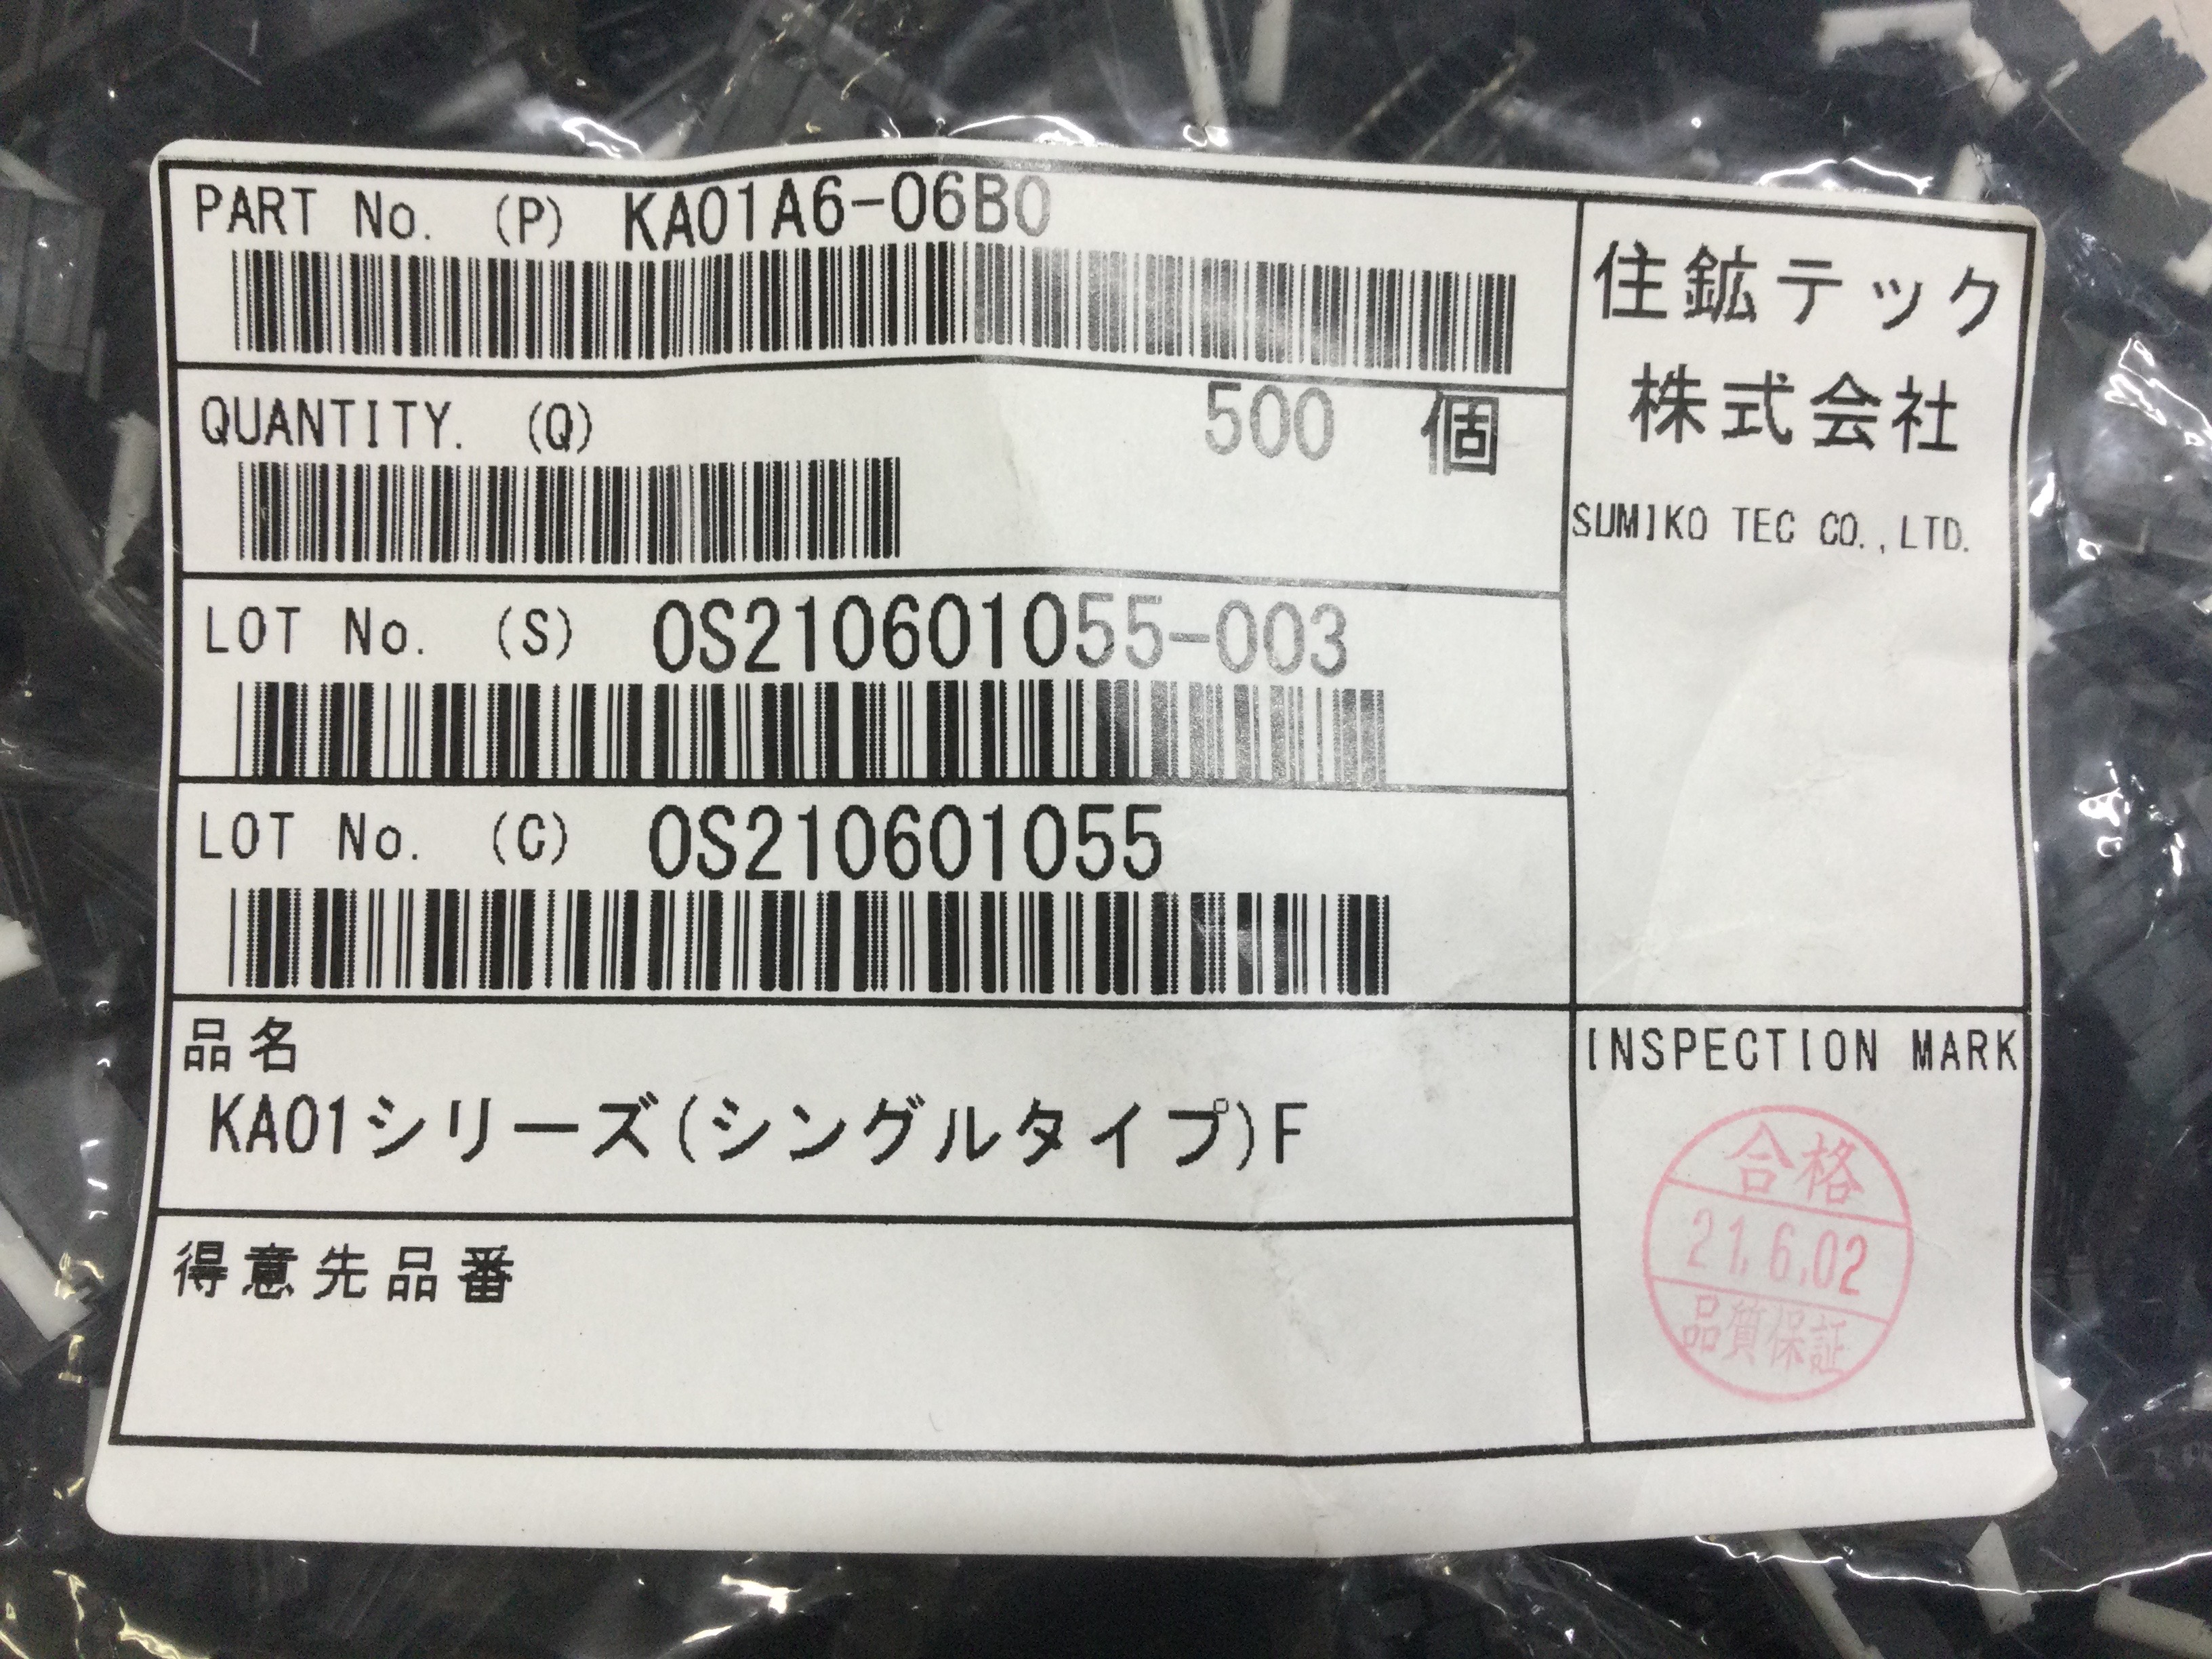 PART No. (P) KA01A6-06B0
QUANTITY. (Q) 500 個
LOT No. (S) OS210601055-003
LOT No. (C) OS210601055
品名
KA01シリーズ(シングルタイプ)F
得意先品番
住鉱テック
株式会社
SUMIKO TEC CO.,LTD.
INSPECTION MARK
合格
21.6.02
品質保証